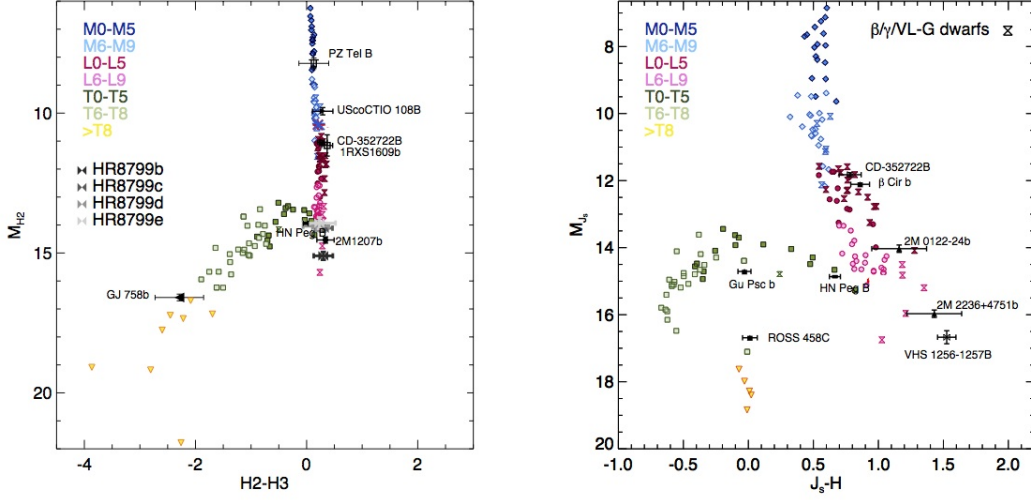 M0-M5
M6-M9
L0-L5
L6-L9
T0-T5
T6-T8
>T8
HR8799b
HR8799c
HR8799d
HR8799e
PZ Tel B
UScoCTIO 108B
CD-352722B
1RXS1609b
HN Peg B
2M1207b
GJ 758b
10
15
20
M_H2
-4
-2
0
2
H2-H3
M0-M5
M6-M9
L0-L5
L6-L9
T0-T5
T6-T8
>T8
β/γ/VL-G dwarfs
CD-352722B
β Cir b
2M 0122-24b
Gu Psc b
HN Peg B
2M 2236+4751b
ROSS 458C
VHS 1256-1257B
8
10
12
14
16
18
20
M_Js
-1.0
-0.5
0.0
0.5
1.0
1.5
2.0
J_s-H